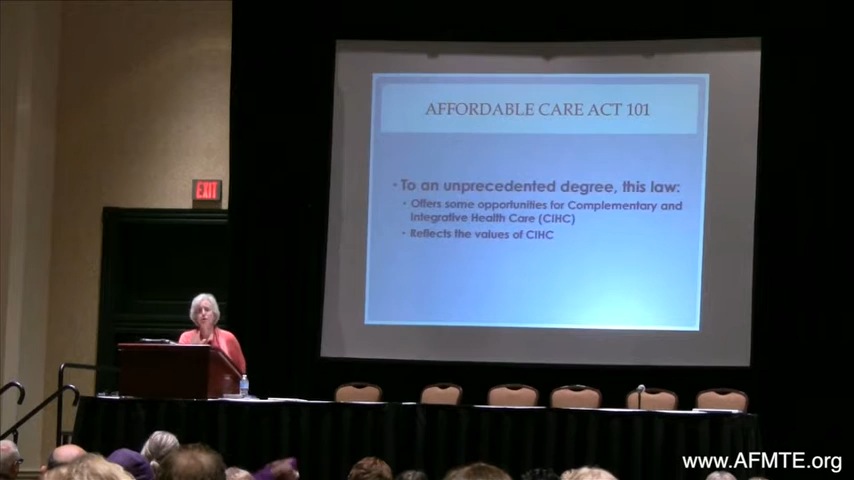 AFFORDABLE CARE ACT 101
• To an unprecedented degree, this law:
• Offers some opportunities for Complementary and
Integrative Health Care (CIHC)
• Reflects the values of CIHC
EXIT
www.AFMTE.org